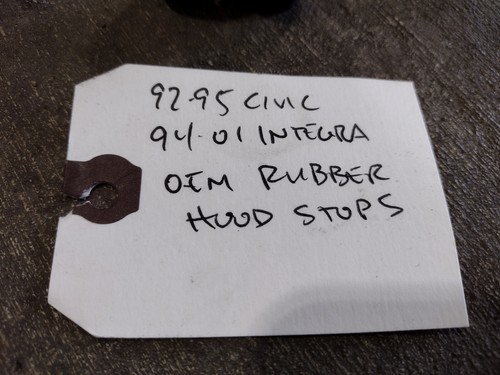 92-95 CIVIC
94-01 INTEGRA
OEM RUBBER
HOOD STOPS